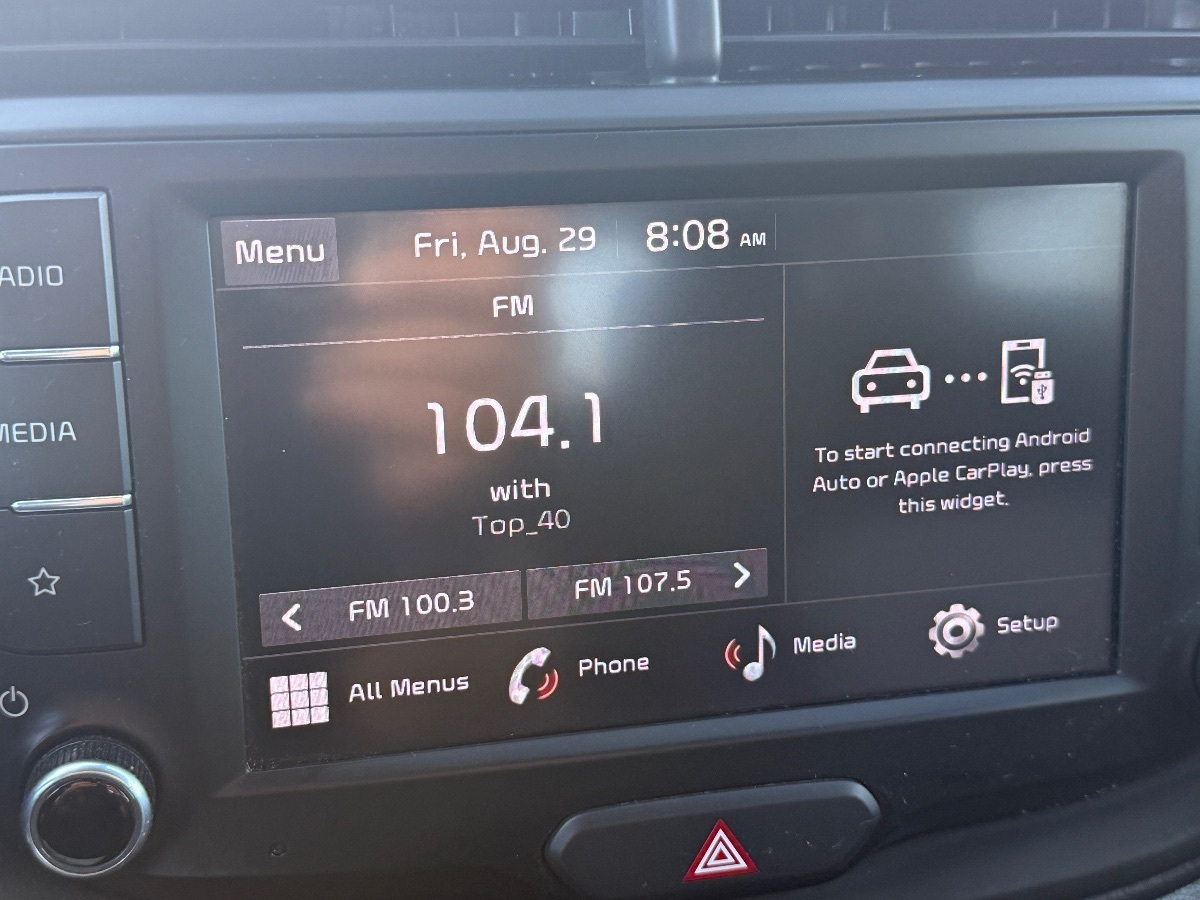 ADIO
MEDIA
Menu
Fri, Aug. 29
8:08 AM
FM
104.1
with
Top_40
FM 100.3
FM 107.5
To start connecting Android
Auto or Apple CarPlay, press
this widget.
All Menus
Phone
Media
Setup